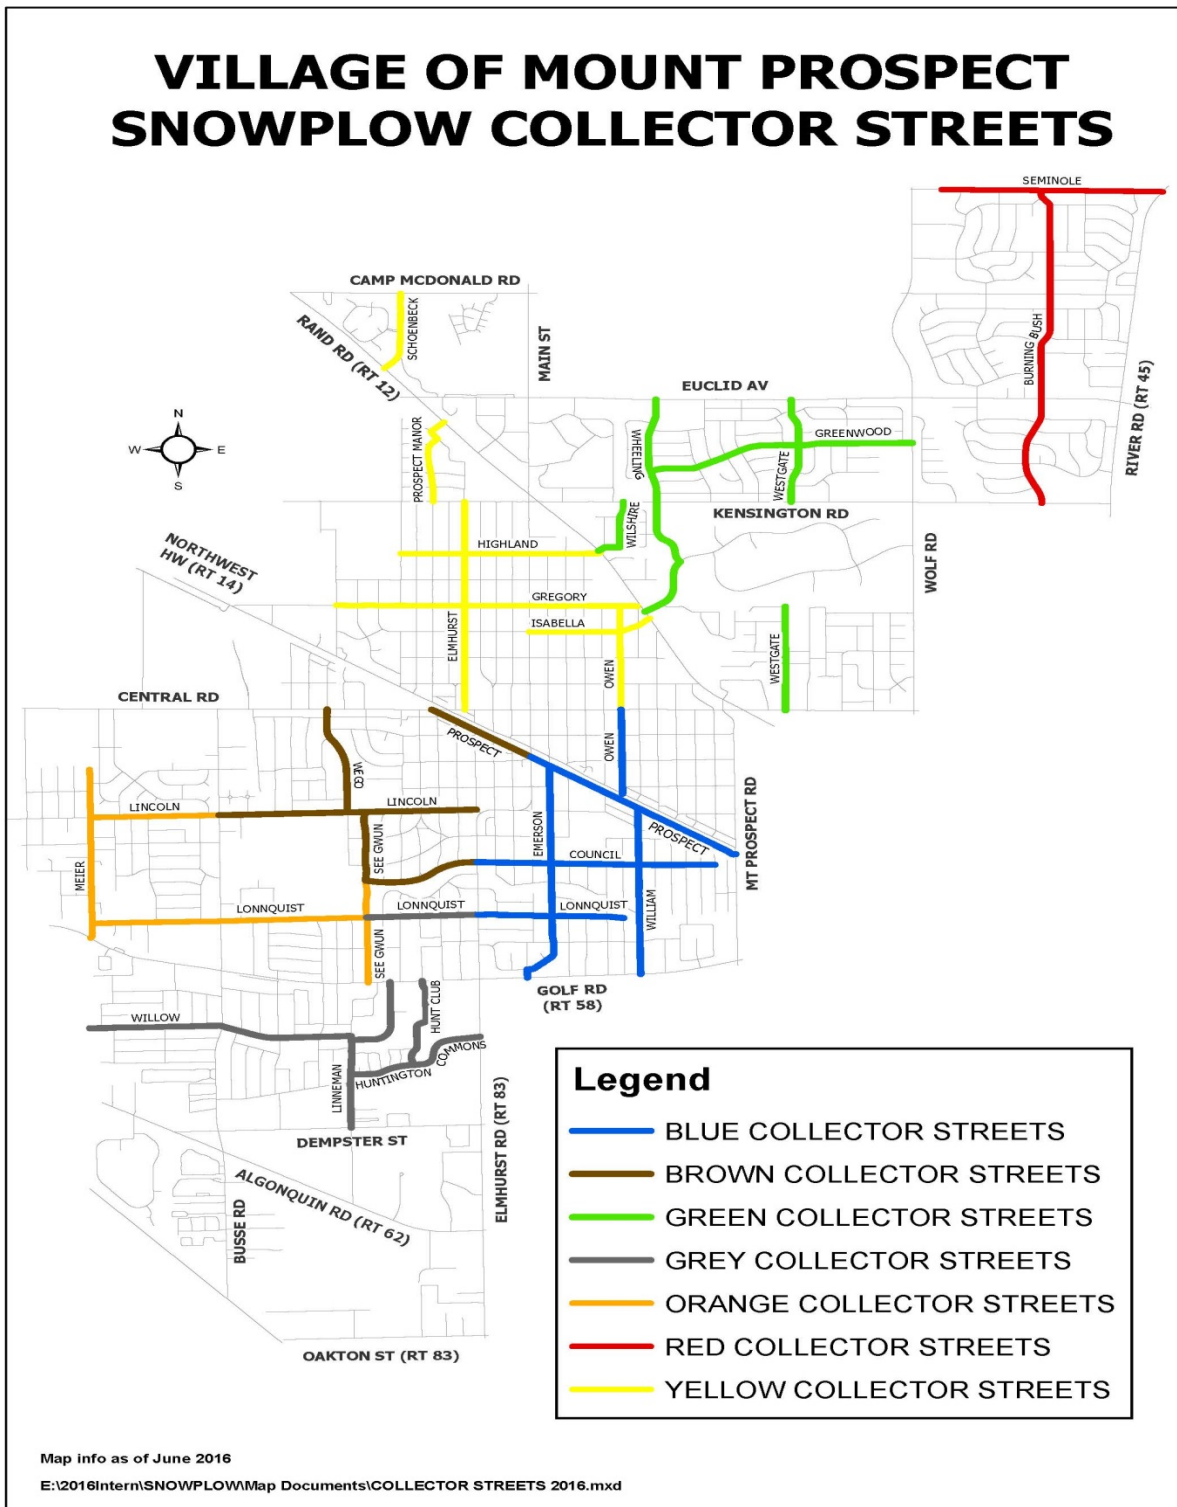 VILLAGE OF MOUNT PROSPECT
SNOWPLOW COLLECTOR STREETS
SEMINOLE
CAMP MCDONALD RD
SCHOENBECK
RAND RD (RT 12)
MAIN ST
BURNING BUSH
RIVER RD (RT 45)
EUCLID AV
N
W E
S
PROSPECT MANOR
WHEELING
GREENWOOD
WESTGATE
KENSINGTON RD
WILSHIRE
HIGHLAND
NORTHWEST
HW (RT 14)
WOLF RD
GREGORY
ISABELLA
ELMHURST
OWEN
WESTGATE
CENTRAL RD
PROSPECT
OWEN
WEGO
LINCOLN
LINCOLN
MT PROSPECT RD
EMERSON
PROSPECT
SEE GWUN
COUNCIL
MEIER
LONNQUIST
LONNQUIST
LONNQUIST
WILLIAM
SEE GWUN
GOLF RD
(RT 58)
HUNT CLUB
WILLOW
COMMONS
HUNTINGTON
LINNEMAN
DEMPSTER ST
ELMHURST RD (RT 83)
ALGONQUIN RD (RT 62)
BUSSE RD
OAKTON ST (RT 83)
Legend
BLUE COLLECTOR STREETS
BROWN COLLECTOR STREETS
GREEN COLLECTOR STREETS
GREY COLLECTOR STREETS
ORANGE COLLECTOR STREETS
RED COLLECTOR STREETS
YELLOW COLLECTOR STREETS
Map info as of June 2016
E:\2016Intern\SNOWPLOW\Map Documents\COLLECTOR STREETS 2016.mxd